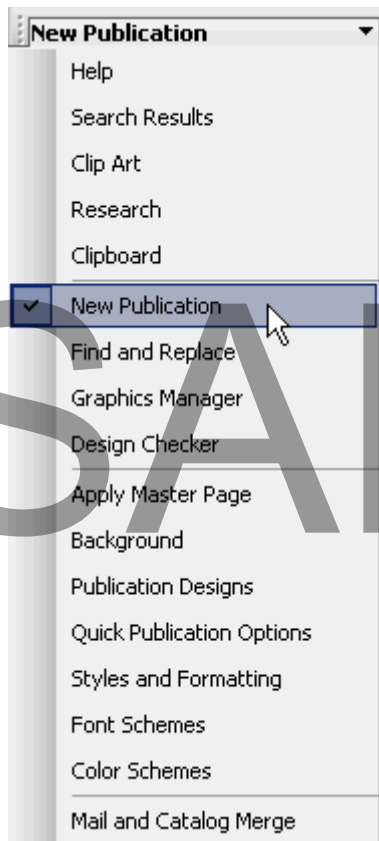 New Publication
Help
Search Results
Clip Art
Research
Clipboard
New Publication
Find and Replace
Graphics Manager
Design Checker
Apply Master Page
Background
Publication Designs
Quick Publication Options
Styles and Formatting
Font Schemes
Color Schemes
Mail and Catalog Merge